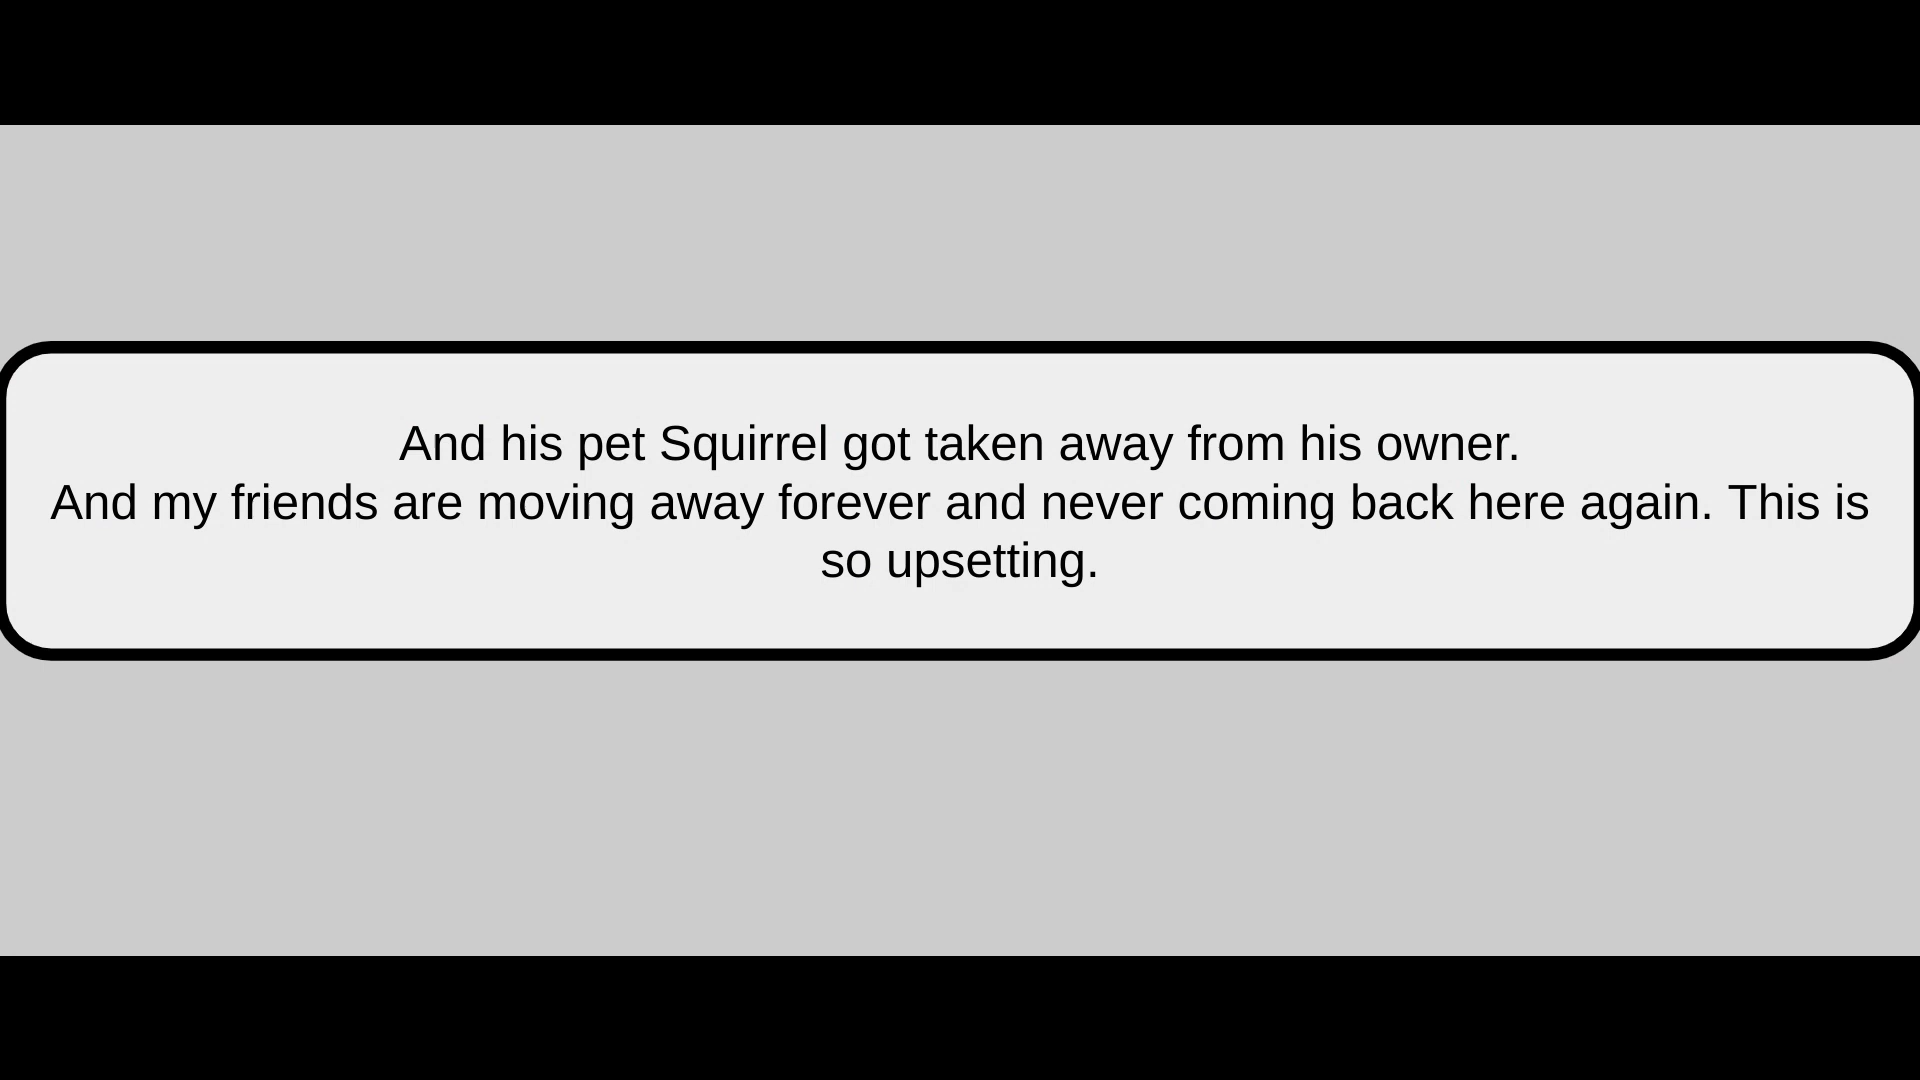 And his pet Squirrel got taken away from his owner.
And my friends are moving away forever and never coming back here again. This is
so upsetting.